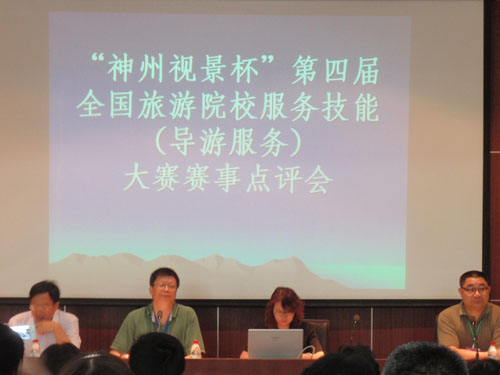 “神州视景杯”第四届
全国旅游院校服务技能
（导游服务）
大赛赛事点评会